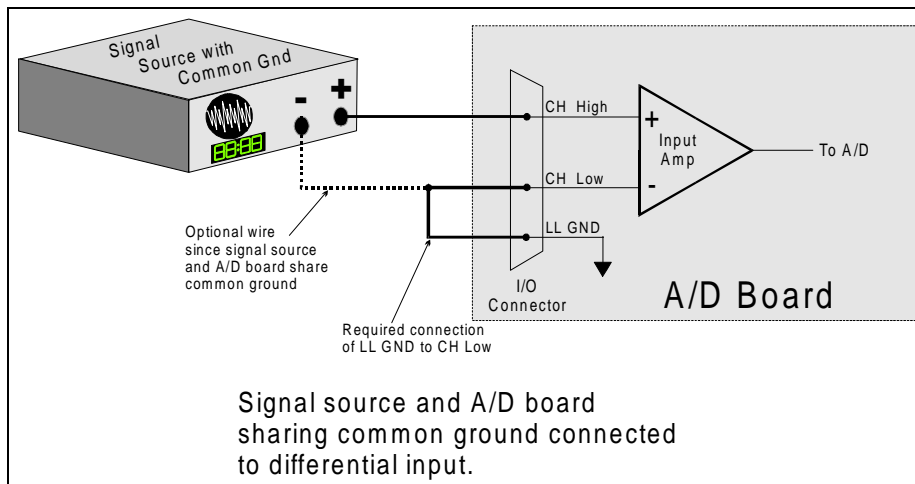 Signal
Source with
Common Gnd
-
+
88:88
CH High
CH Low
LL GND
+
-
Input
Amp
To A/D
I/O
Connector
A/D Board
Optional wire
since signal source
and A/D board share
common ground
Required connection
of LL GND to CH Low
Signal source and A/D board
sharing common ground connected
to differential input.